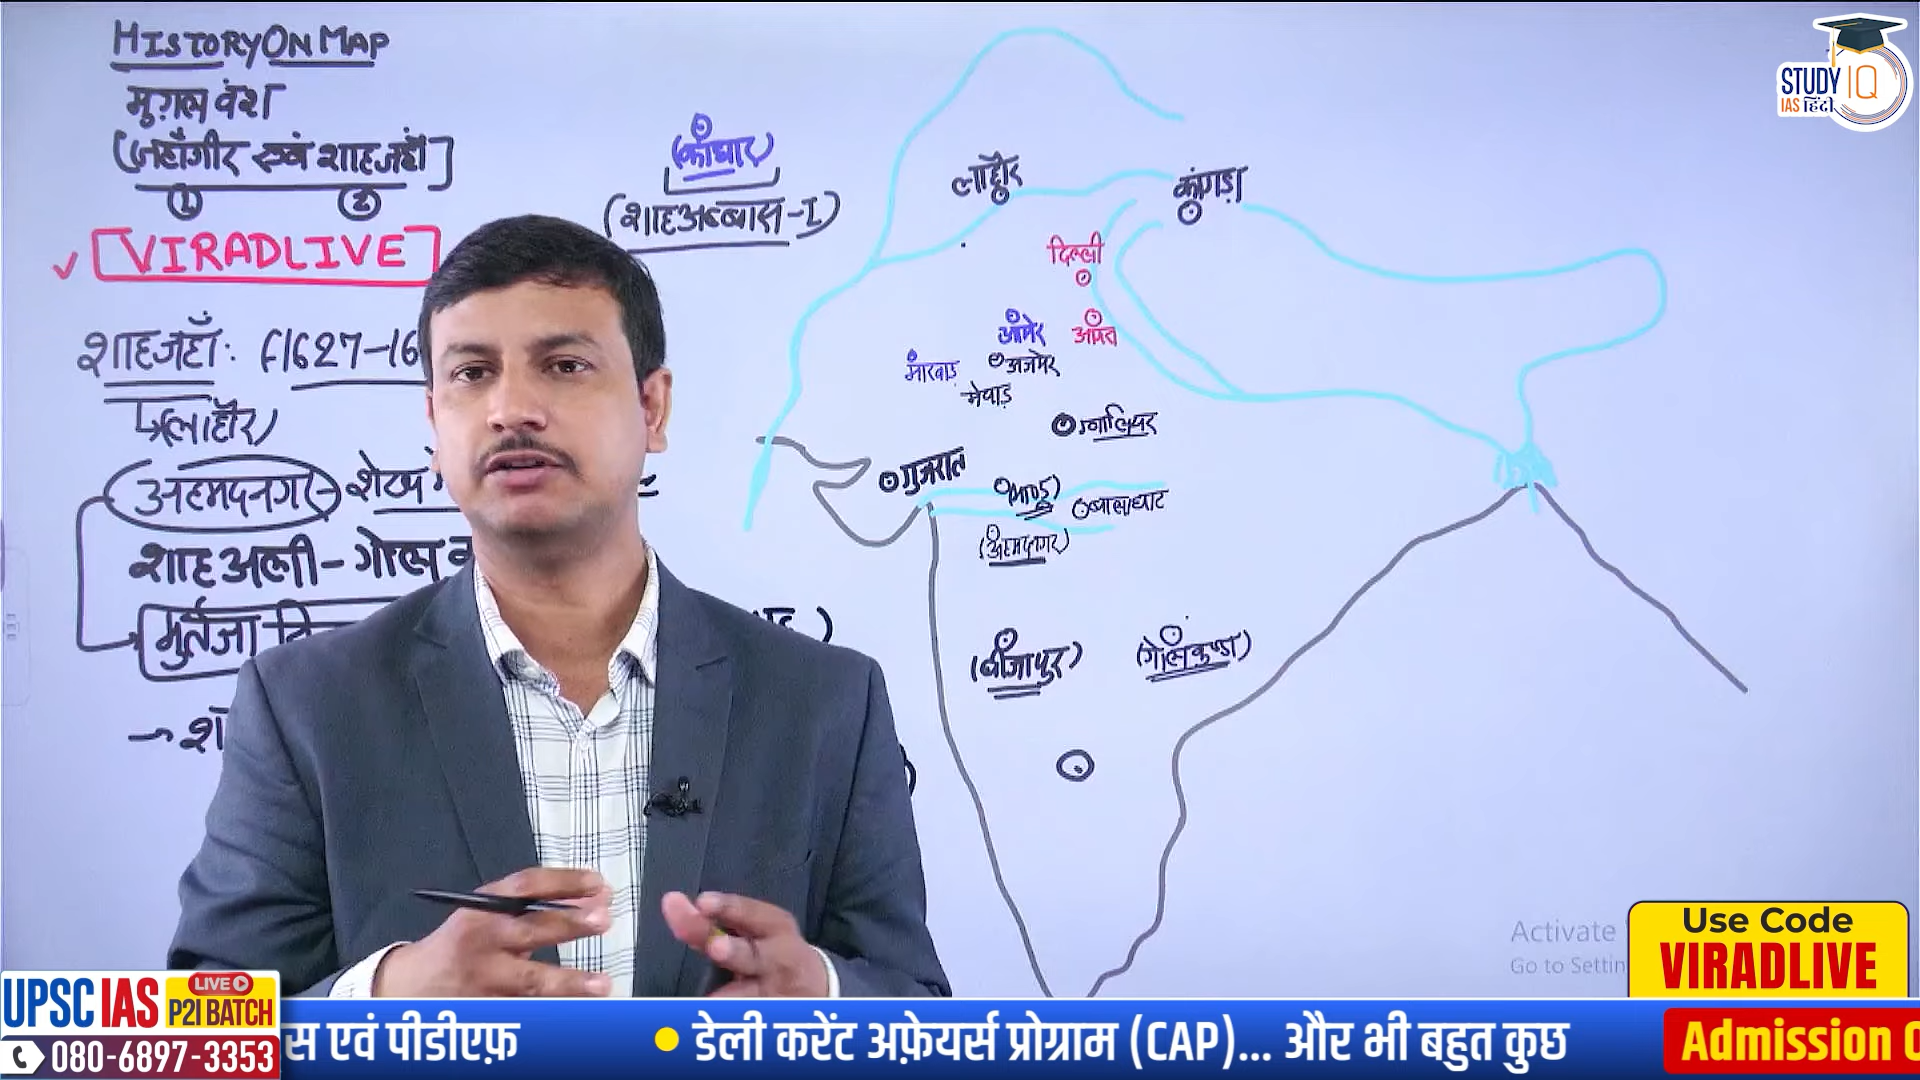 HISTORY ON MAP
मुग़ल वंश
(जहाँगीर एवं शाहजहाँ]
1 2
✓ VIRADLIVE
शाहजहाँ: (1627-16
लाहौर)
अहमदनगर - शेख
शाह अली - गोल
मुर्तजा
→
(काँधार)
(शाहअब्बास-I)
लाहौर
कांगड़ा
दिल्ली
आमेर
आगरा
मारवाड़
अजमेर
मेवाड़
ग्वालियर
गुजरात
(माण्डू)
बालाघाट
(अहमदनगर)
(बीजापुर)
(गोलकुण्डा)
STUDY IQ
IAS हिंदी
Activate
Go to Settin
Use Code
VIRADLIVE
UPSC IAS LIVE P2I BATCH
080-6897-3353
स एवं पीडीएफ़ • डेली करेंट अफ़ेयर्स प्रोग्राम (CAP)... और भी बहुत कुछ
Admission O